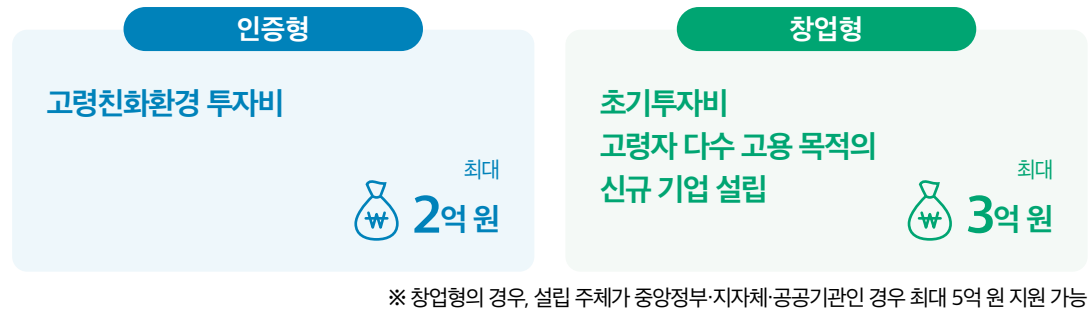 인증형
고령친화환경 투자비
최대
₩ 2억 원
창업형
초기투자비
고령자 다수 고용 목적의
신규 기업 설립
최대
₩ 3억 원
※ 창업형의 경우, 설립 주체가 중앙정부·지자체·공공기관인 경우 최대 5억 원 지원 가능